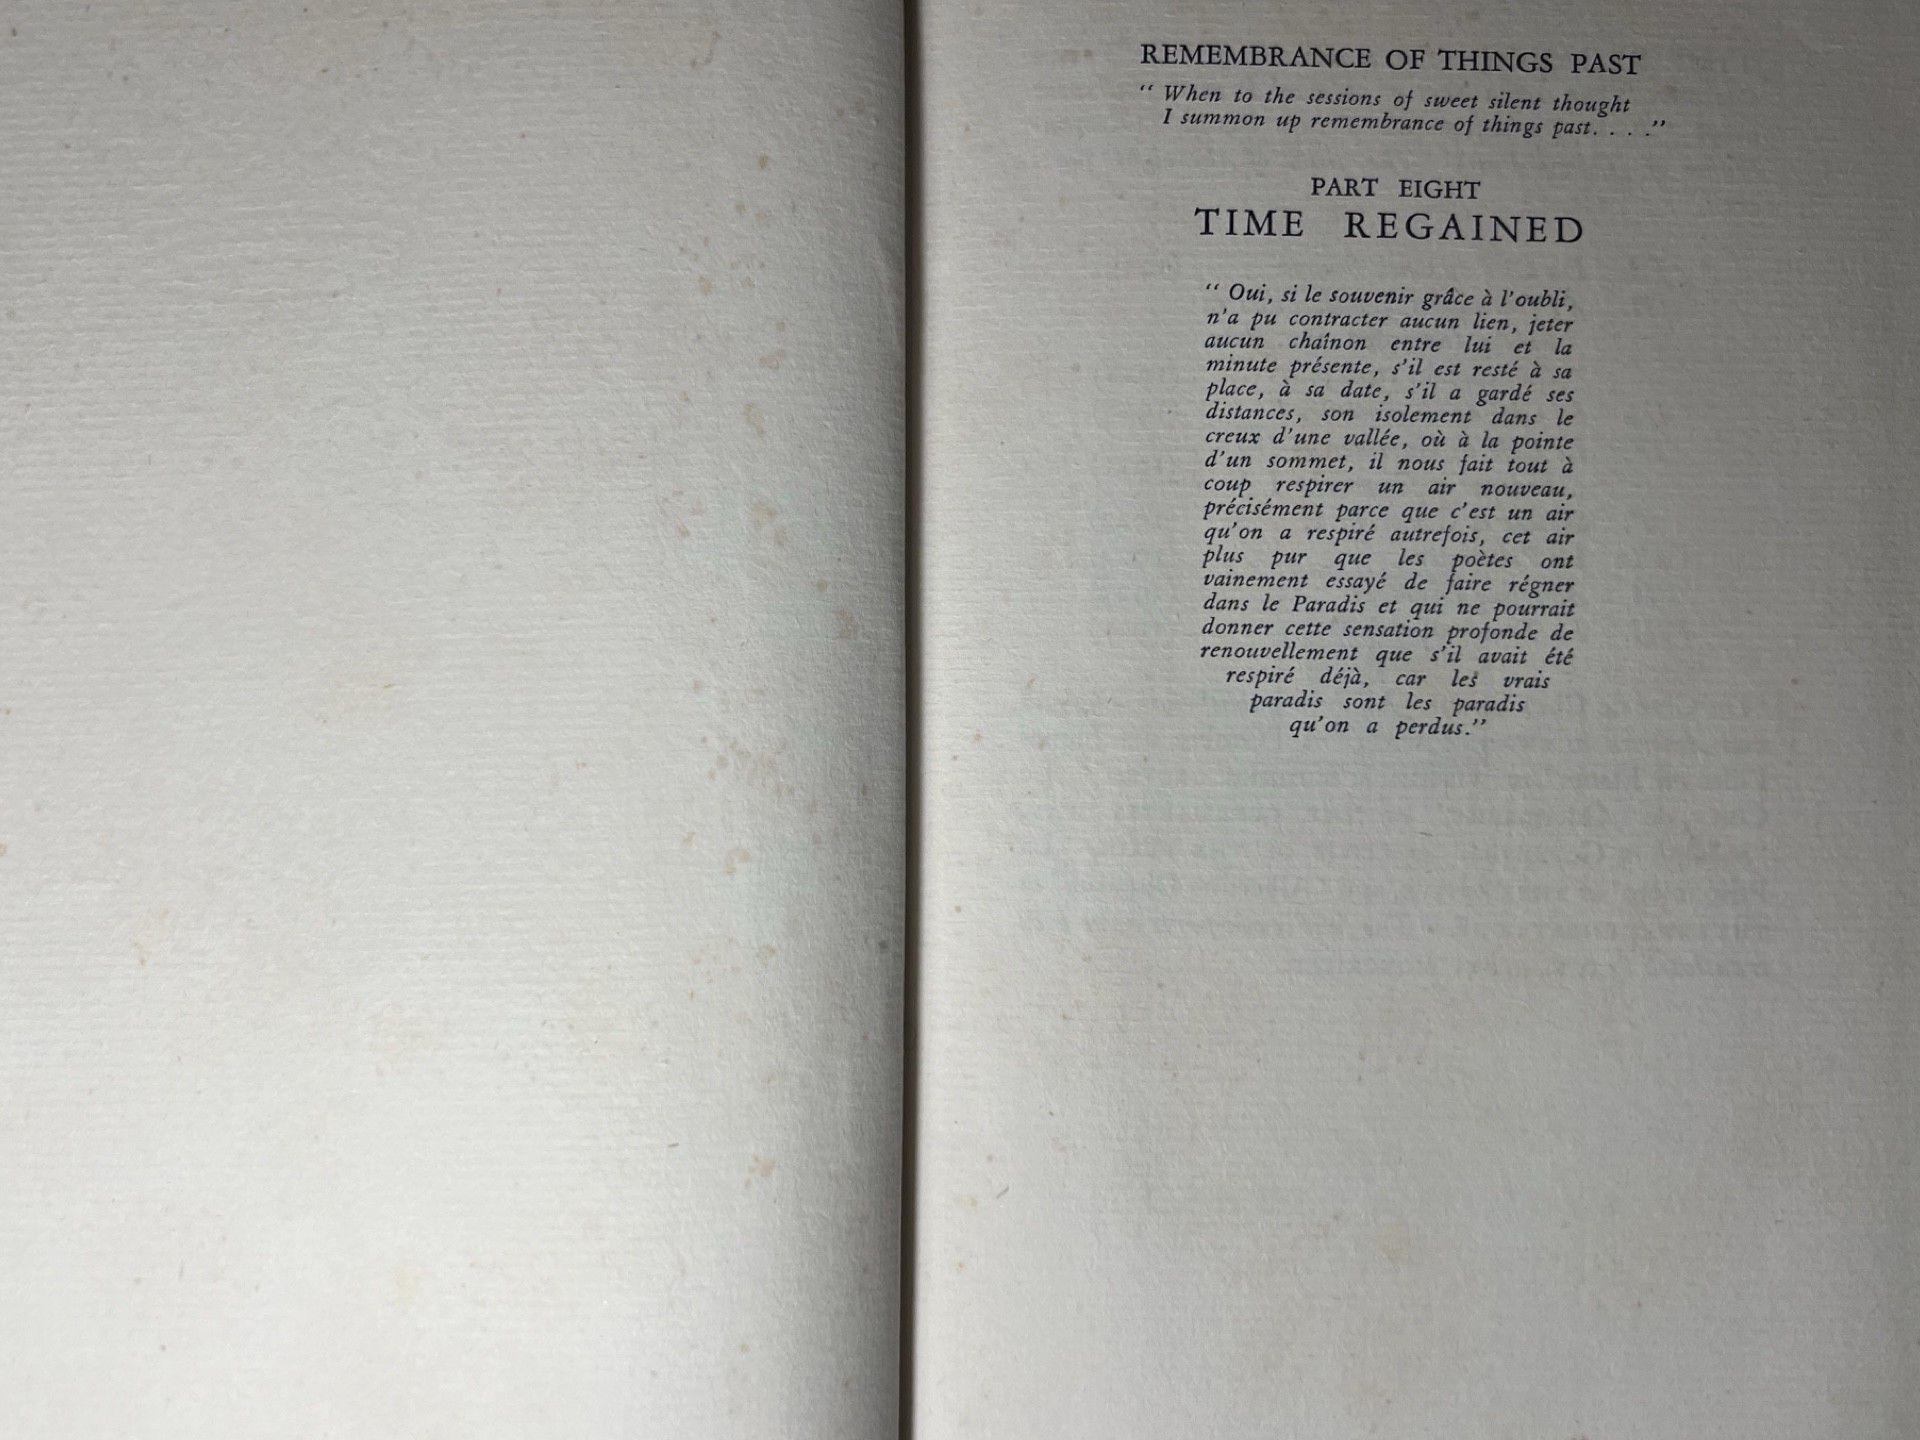 REMEMBRANCE OF THINGS PAST
“ When to the sessions of sweet silent thought
I summon up remembrance of things past. . . .”
PART EIGHT
TIME REGAINED
“ Oui, si le souvenir grâce à l’oubli,
n’a pu contracter aucun lien, jeter
aucun chaînon entre lui et la
minute présente, s’il est resté à sa
place, à sa date, s’il a gardé ses
distances, son isolement dans le
creux d’une vallée, où à la pointe
d’un sommet, il nous fait tout à
coup respirer un air nouveau,
précisément parce que c’est un air
qu’on a respiré autrefois, cet air
plus pur que les poètes ont
vainement essayé de faire régner
dans le Paradis et qui ne pourrait
donner cette sensation profonde de
renouvellement que s’il avait été
respiré déjà, car les vrais
paradis sont les paradis
qu’on a perdus.”